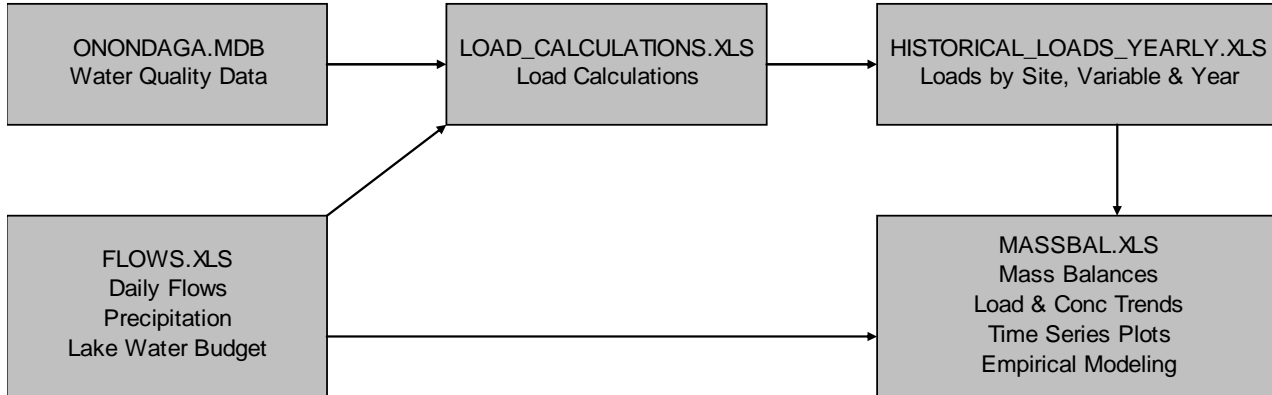 ONONDAGA.MDB
Water Quality Data
LOAD_CALCULATIONS.XLS
Load Calculations
HISTORICAL_LOADS_YEARLY.XLS
Loads by Site, Variable & Year
FLOWS.XLS
Daily Flows
Precipitation
Lake Water Budget
MASSBAL.XLS
Mass Balances
Load & Conc Trends
Time Series Plots
Empirical Modeling